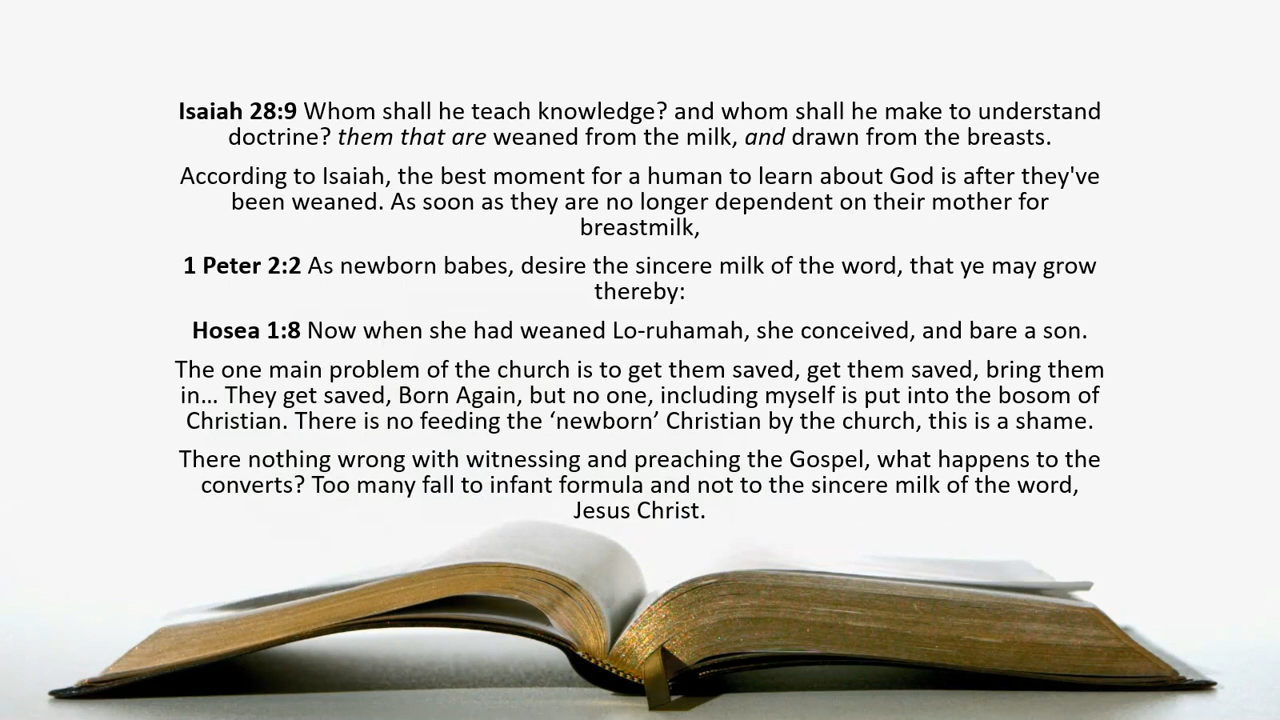 Isaiah 28:9 Whom shall he teach knowledge? and whom shall he make to understand
doctrine? them that are weaned from the milk, and drawn from the breasts.
According to Isaiah, the best moment for a human to learn about God is after they've
been weaned. As soon as they are no longer dependent on their mother for
breastmilk,
1 Peter 2:2 As newborn babes, desire the sincere milk of the word, that ye may grow
thereby:
Hosea 1:8 Now when she had weaned Lo-ruhamah, she conceived, and bare a son.
The one main problem of the church is to get them saved, get them saved, bring them
in… They get saved, Born Again, but no one, including myself is put into the bosom of
Christian. There is no feeding the ‘newborn’ Christian by the church, this is a shame.
There nothing wrong with witnessing and preaching the Gospel, what happens to the
converts? Too many fall to infant formula and not to the sincere milk of the word,
Jesus Christ.